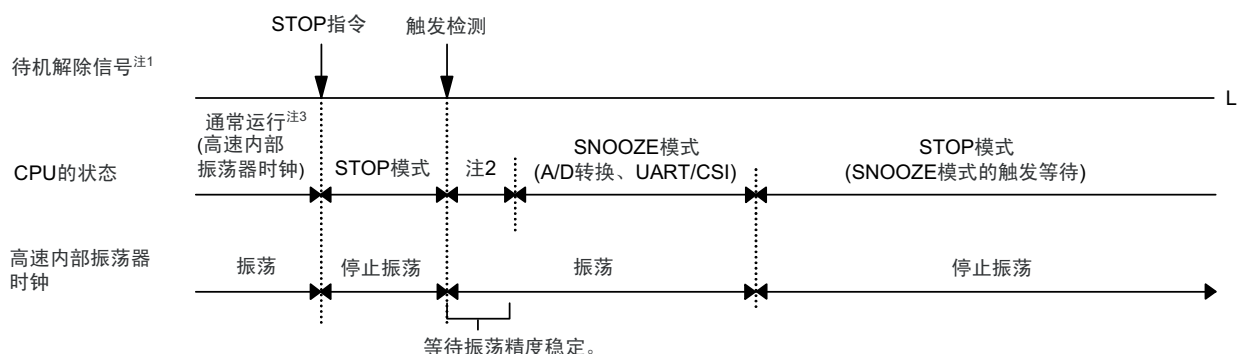 STOP指令
触发检测
待机解除信号注1
L
通常运行注3
(高速内部
振荡器时钟)
CPU的状态
STOP模式
注2
SNOOZE模式
(A/D转换、UART/CSI)
STOP模式
(SNOOZE模式的触发等待)
高速内部振荡器
时钟
振荡
停止振荡
振荡
停止振荡
等待振荡精度稳定。